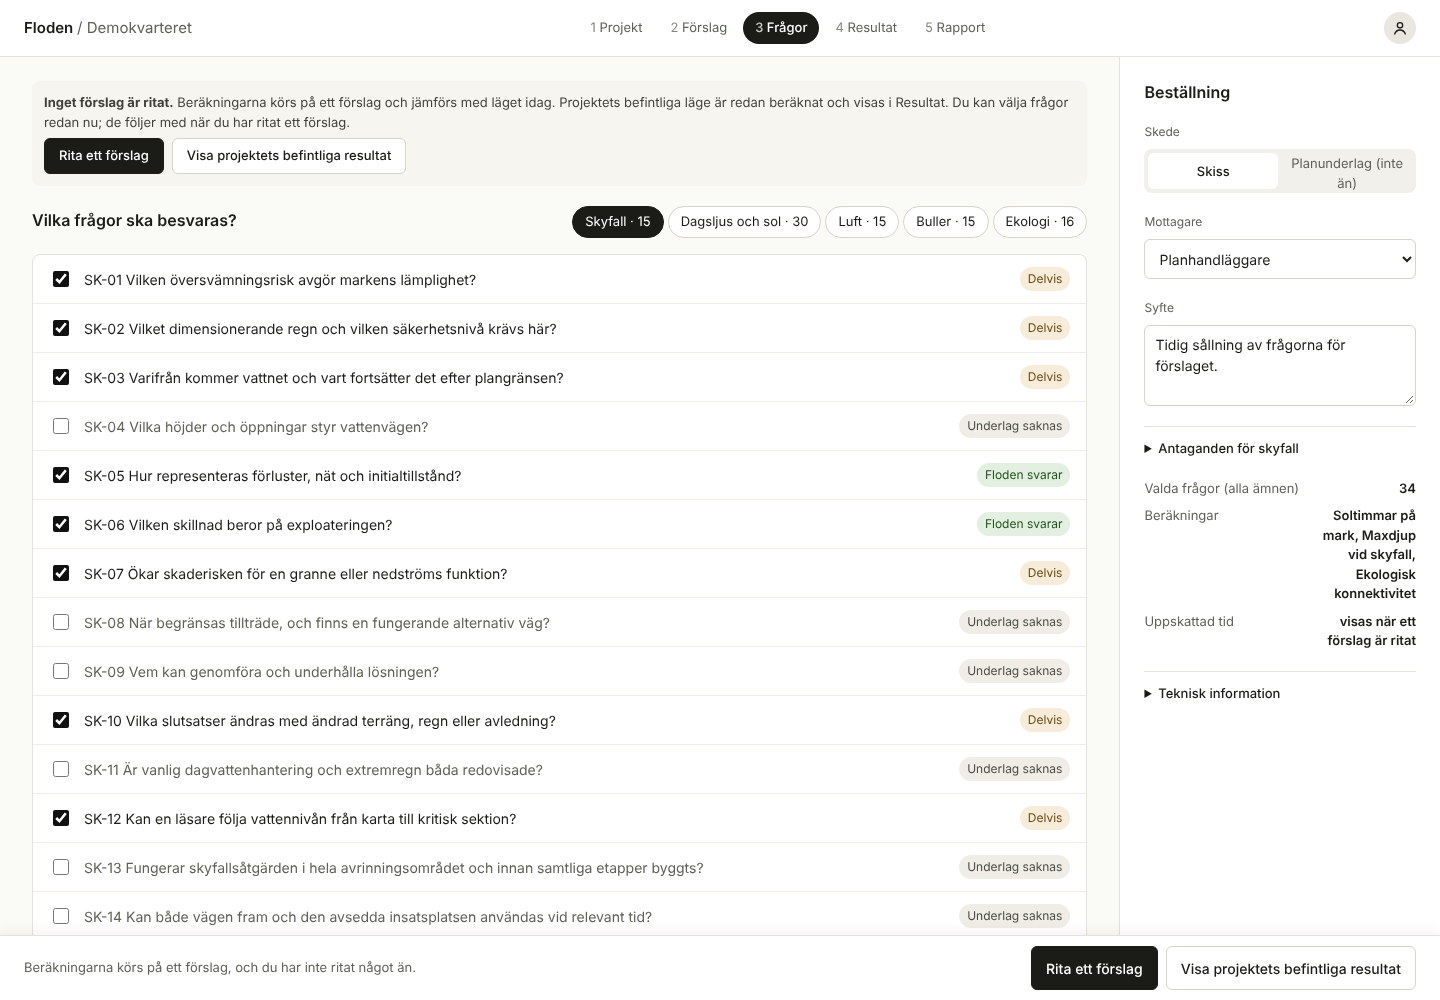 Floden / Demokvarteret
1 Projekt
2 Förslag
3 Frågor
4 Resultat
5 Rapport
Inget förslag är ritat. Beräkningarna körs på ett förslag och jämförs med läget idag. Projektets befintliga läge är redan beräknat och visas i Resultat. Du kan välja frågor
redan nu; de följer med när du har ritat ett förslag.
Rita ett förslag
Visa projektets befintliga resultat
Vilka frågor ska besvaras?
Skyfall · 15
Dagsljus och sol · 30
Luft · 15
Buller · 15
Ekologi · 16
SK-01 Vilken översvämningsrisk avgör markens lämplighet?
Delvis
SK-02 Vilket dimensionerande regn och vilken säkerhetsnivå krävs här?
Delvis
SK-03 Varifrån kommer vattnet och vart fortsätter det efter plangränsen?
Delvis
SK-04 Vilka höjder och öppningar styr vattenvägen?
Underlag saknas
SK-05 Hur representeras förluster, nät och initialtillstånd?
Floden svarar
SK-06 Vilken skillnad beror på exploateringen?
Floden svarar
SK-07 Ökar skaderisken för en granne eller nedströms funktion?
Delvis
SK-08 När begränsas tillträde, och finns en fungerande alternativ väg?
Underlag saknas
SK-09 Vem kan genomföra och underhålla lösningen?
Underlag saknas
SK-10 Vilka slutsatser ändras med ändrad terräng, regn eller avledning?
Delvis
SK-11 Är vanlig dagvattenhantering och extremregn båda redovisade?
Underlag saknas
SK-12 Kan en läsare följa vattennivån från karta till kritisk sektion?
Delvis
SK-13 Fungerar skyfallsåtgärden i hela avrinningsområdet och innan samtliga etapper byggts?
Underlag saknas
SK-14 Kan både vägen fram och den avsedda insatsplatsen användas vid relevant tid?
Underlag saknas
Beställning
Skede
Skiss
Planunderlag (inte
än)
Mottagare
Planhandläggare
Syfte
Tidig sållning av frågorna för
förslaget.
Antaganden för skyfall
Valda frågor (alla ämnen)
34
Beräkningar
Soltimmar på
mark, Maxdjup
vid skyfall,
Ekologisk
konnektivitet
Uppskattad tid
visas när ett
förslag är ritat
Teknisk information
Beräkningarna körs på ett förslag, och du har inte ritat något än.
Rita ett förslag
Visa projektets befintliga resultat